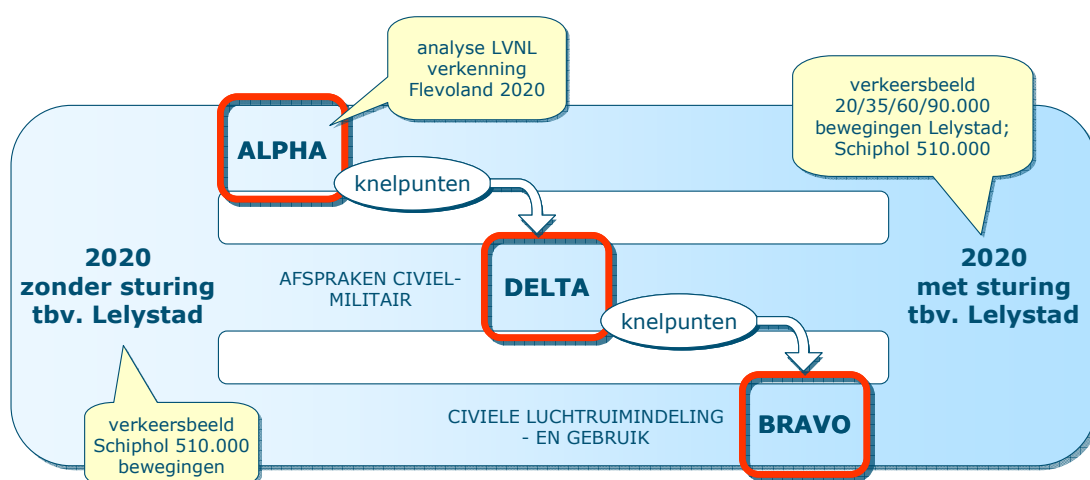 analyse LVNL
verkenning
Flevoland 2020
verkeersbeeld
20/35/60/90.000
bewegingen Lelystad;
Schiphol 510.000
ALPHA
knelpunten
2020
zonder sturing
tbv. Lelystad
AFSPRAKEN CIVIEL-
MILITAIR
DELTA
2020
met sturing
tbv. Lelystad
knelpunten
verkeersbeeld
Schiphol 510.000
bewegingen
CIVIELE LUCHTRUIMINDELING
- EN GEBRUIK
BRAVO